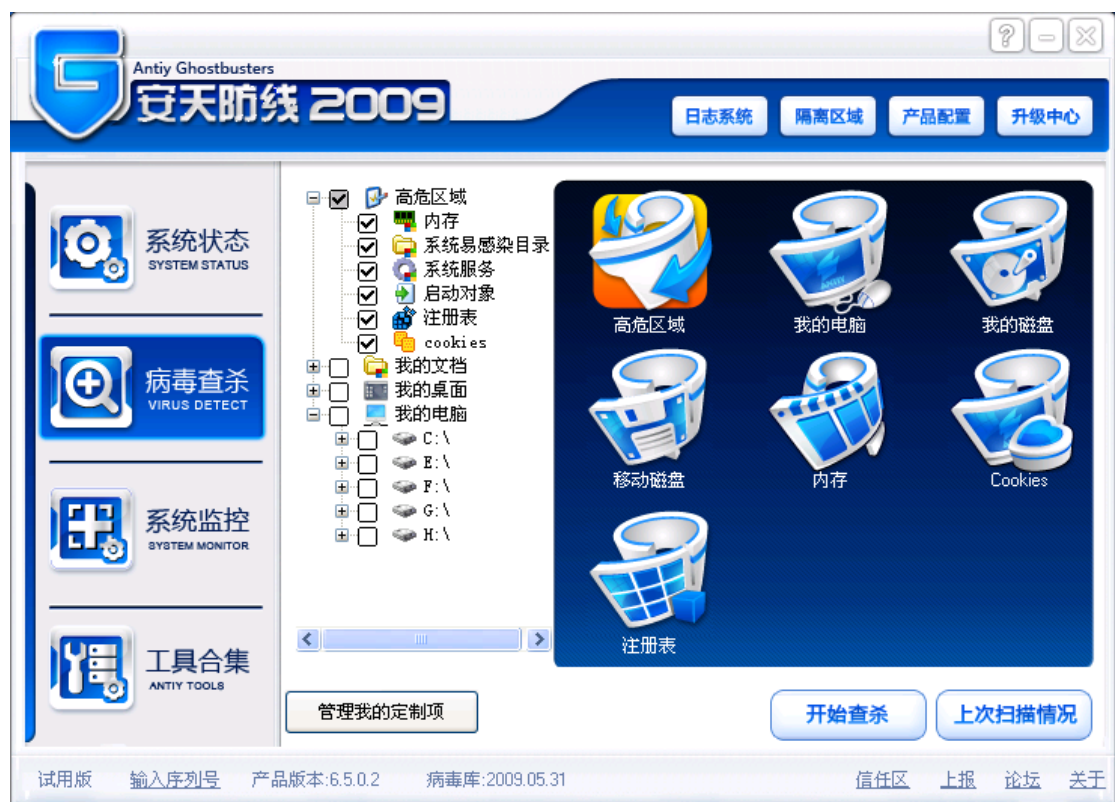 Antiy Ghostbusters
安天防线 2009
日志系统
隔离区域
产品配置
升级中心
系统状态
SYSTEM STATUS
病毒查杀
VIRUS DETECT
系统监控
SYSTEM MONITOR
工具合集
ANTIY TOOLS
高危区域
内存
系统易感染目录
系统服务
启动对象
注册表
cookies
我的文档
我的桌面
我的电脑
C:\
E:\
F:\
G:\
H:\
高危区域
我的电脑
我的磁盘
移动磁盘
内存
Cookies
注册表
管理我的定制项
开始查杀
上次扫描情况
试用版 输入序列号 产品版本:6.5.0.2 病毒库:2009.05.31 信任区 上报 论坛 关于